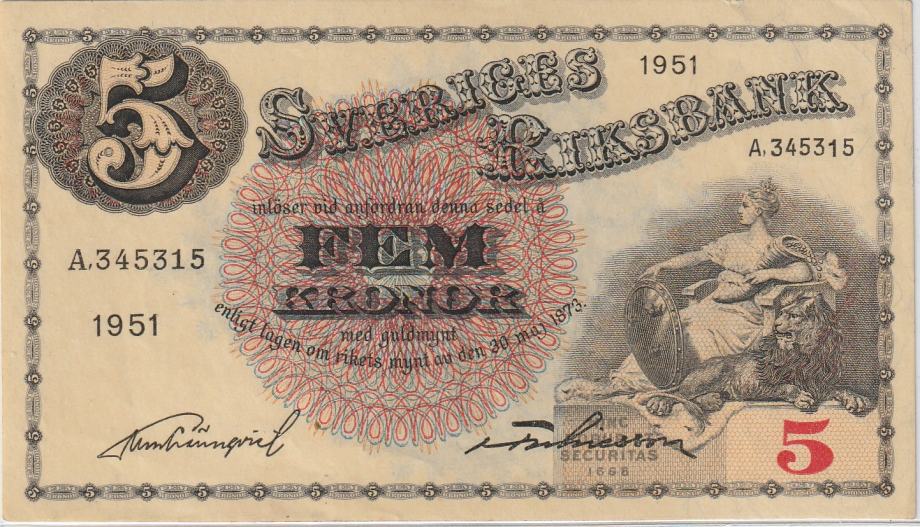 5
SVERIGES
1951
RIKSBANK
A,345315
inlöser vid anfordran denna sedel å
FEM
A,345315
KRONOR
1951
med guldmynt
enligt lagen om rikets mynt av den 30 maj 1873.
HINC
SECURITAS
1668
5